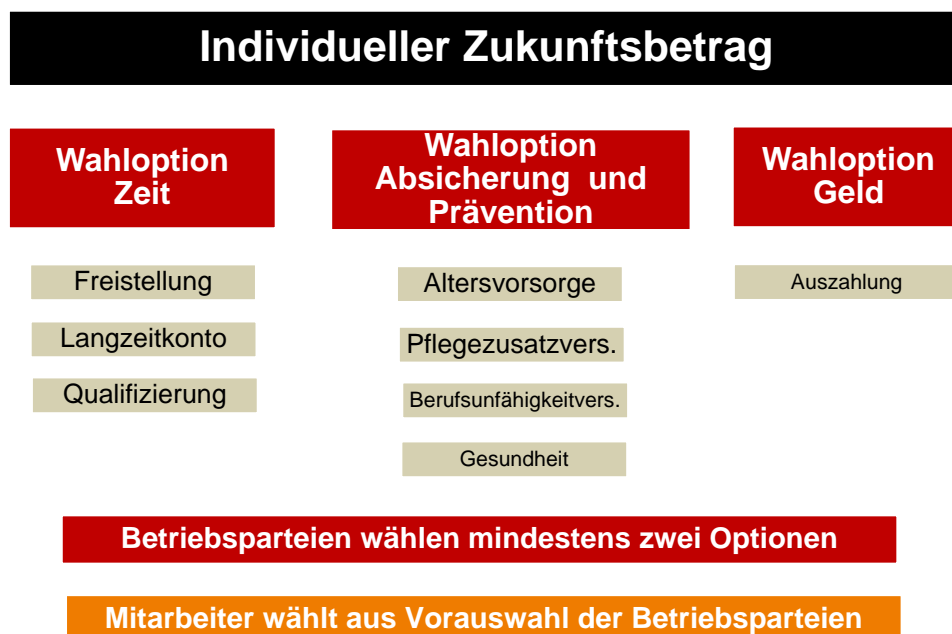 Individueller Zukunftsbetrag
Wahloption
Zeit
Freistellung
Langzeitkonto
Qualifizierung
Wahloption
Absicherung und
Prävention
Altersvorsorge
Pflegezusatzvers.
Berufsunfähigkeitvers.
Gesundheit
Wahloption
Geld
Auszahlung
Betriebsparteien wählen mindestens zwei Optionen
Mitarbeiter wählt aus Vorauswahl der Betriebsparteien